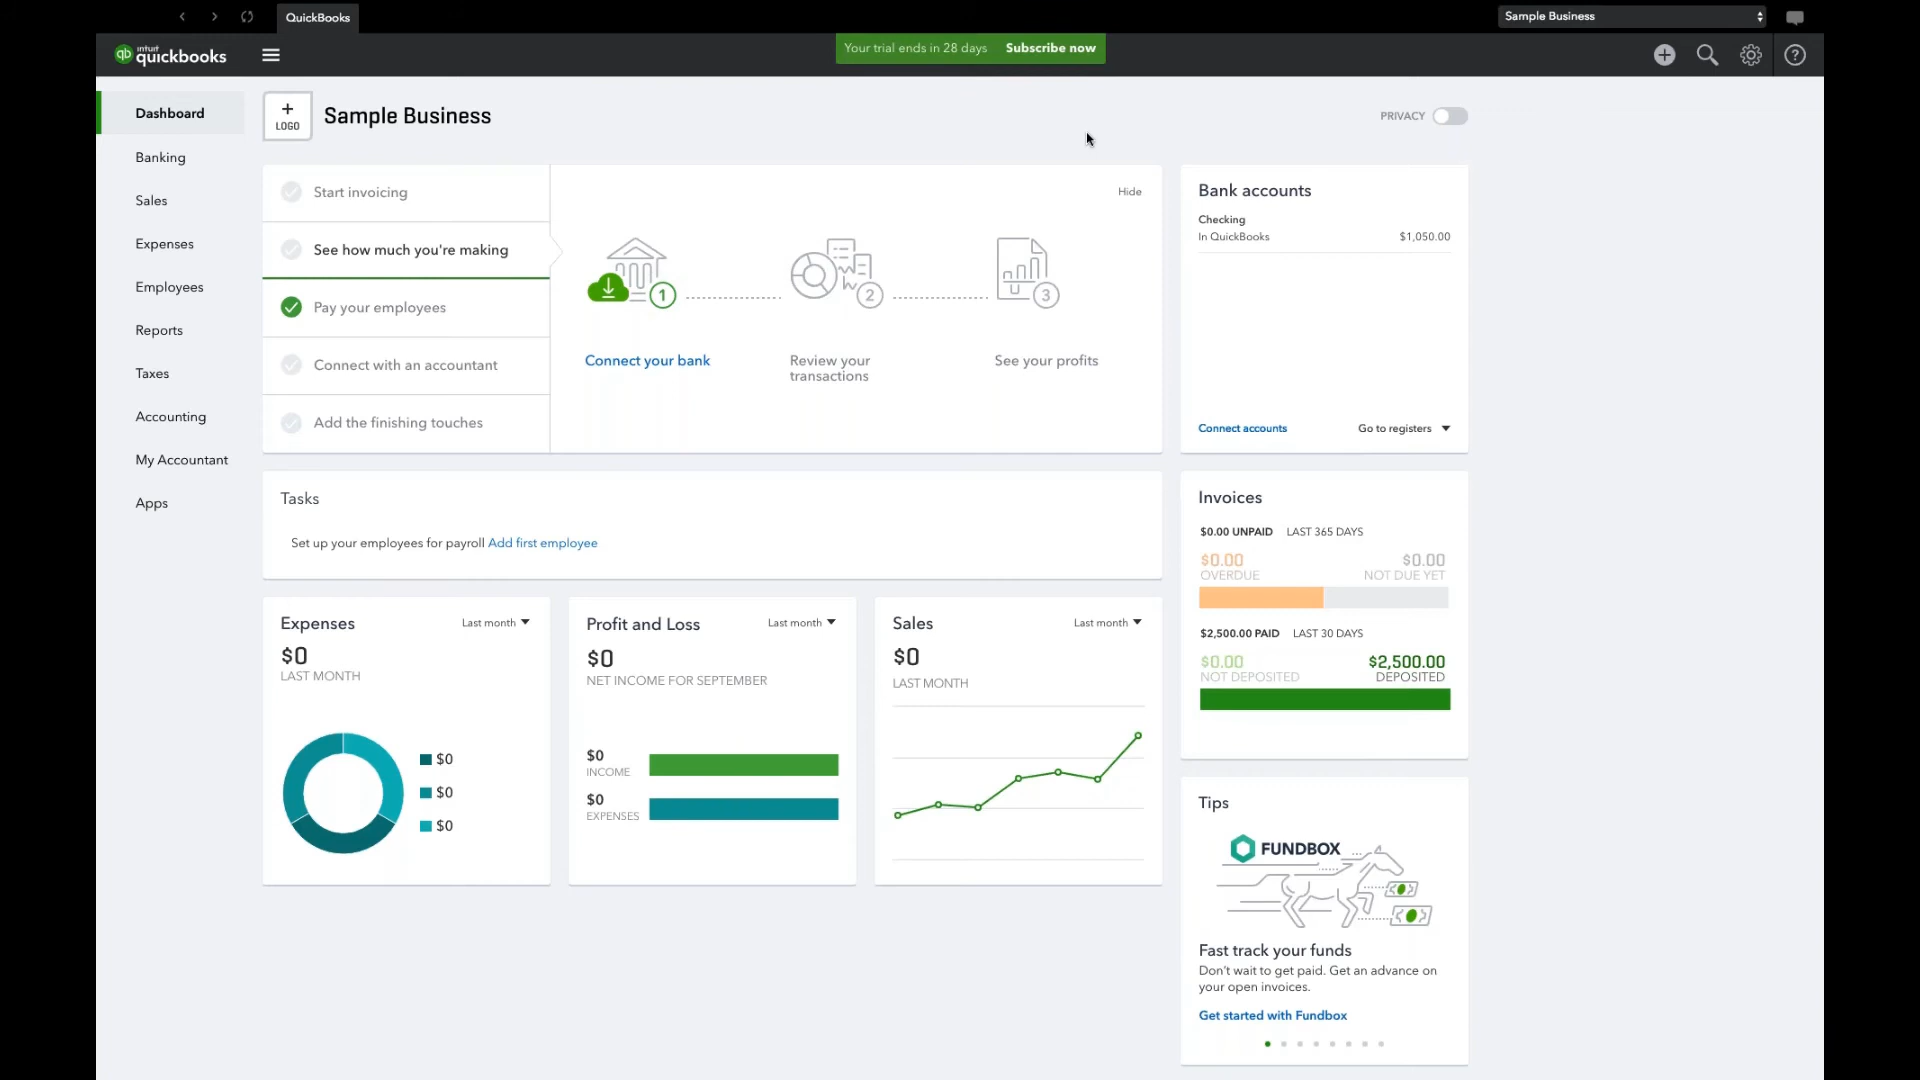 QuickBooks
Sample Business
intuit
quickbooks
Your trial ends in 28 days Subscribe now
Dashboard
Banking
Sales
Expenses
Employees
Reports
Taxes
Accounting
My Accountant
Apps
+
LOGO
Sample Business
PRIVACY
Start invoicing
See how much you're making
Pay your employees
Connect with an accountant
Add the finishing touches
Hide
1
2
3
Connect your bank
Review your
transactions
See your profits
Bank accounts
Checking
In QuickBooks $1,050.00
Connect accounts Go to registers
Tasks
Set up your employees for payroll Add first employee
Invoices
$0.00 UNPAID LAST 365 DAYS
$0.00 $0.00
OVERDUE NOT DUE YET
$2,500.00 PAID LAST 30 DAYS
$0.00 $2,500.00
NOT DEPOSITED DEPOSITED
Expenses Last month
$0
LAST MONTH
$0
$0
$0
Profit and Loss Last month
$0
NET INCOME FOR SEPTEMBER
$0
INCOME
$0
EXPENSES
Sales Last month
$0
LAST MONTH
Tips
FUNDBOX
Fast track your funds
Don't wait to get paid. Get an advance on
your open invoices.
Get started with Fundbox